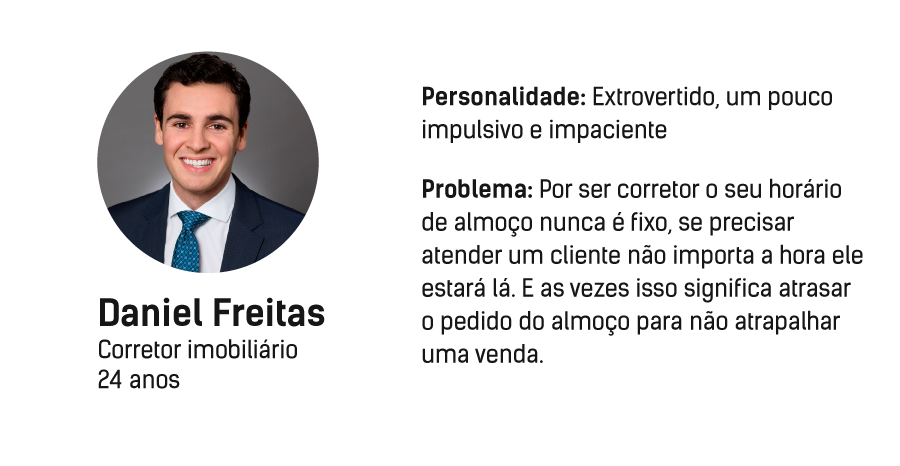 Personalidade: Extrovertido, um pouco
impulsivo e impaciente
Problema: Por ser corretor o seu horário
de almoço nunca é fixo, se precisar
atender um cliente não importa a hora ele
estará lá. E as vezes isso significa atrasar
o pedido do almoço para não atrapalhar
uma venda.
Daniel Freitas
Corretor imobiliário
24 anos